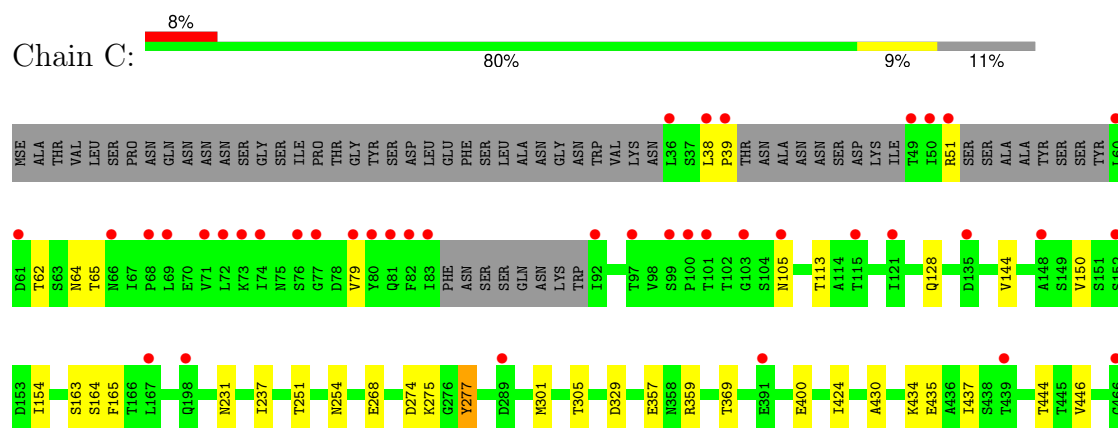 8%
Chain C:
80% 9% 11%
MSE ALA THR VAL LEU SER PRO ASN GLN ASN ASN ASN SER GLY SER ILE PRO THR GLY TYR SER ASP LEU GLU PHE SER LEU ALA ASN GLY ASN TRP VAL LYS ASN L36 S37 L38 P39 THR ASN ALA ASN ASN SER ASP LYS ILE T49 I50 R51 SER SER ALA ALA TYR SER SER TYR L60
D61 T62 S63 N64 T65 N66 I67 P68 L69 E70 V71 L72 K73 I74 N75 S76 G77 D78 V79 Y80 Q81 F82 I83 PHE ASN SER SER GLN ASN LYS TRP I92 T97 V98 S99 P100 T101 T102 G103 S104 N105 T113 A114 T115 I121 Q128 D135 V144 A148 S149 V150 S151 S152
D153 I154 S163 S164 F165 T166 L167 Q198 N231 I237 T251 N254 E268 D274 K275 G276 Y277 D289 M301 T305 D329 E357 N358 R359 T369 E391 E400 I424 A430 K434 E435 A436 I437 S438 T439 T444 T445 V446 G466